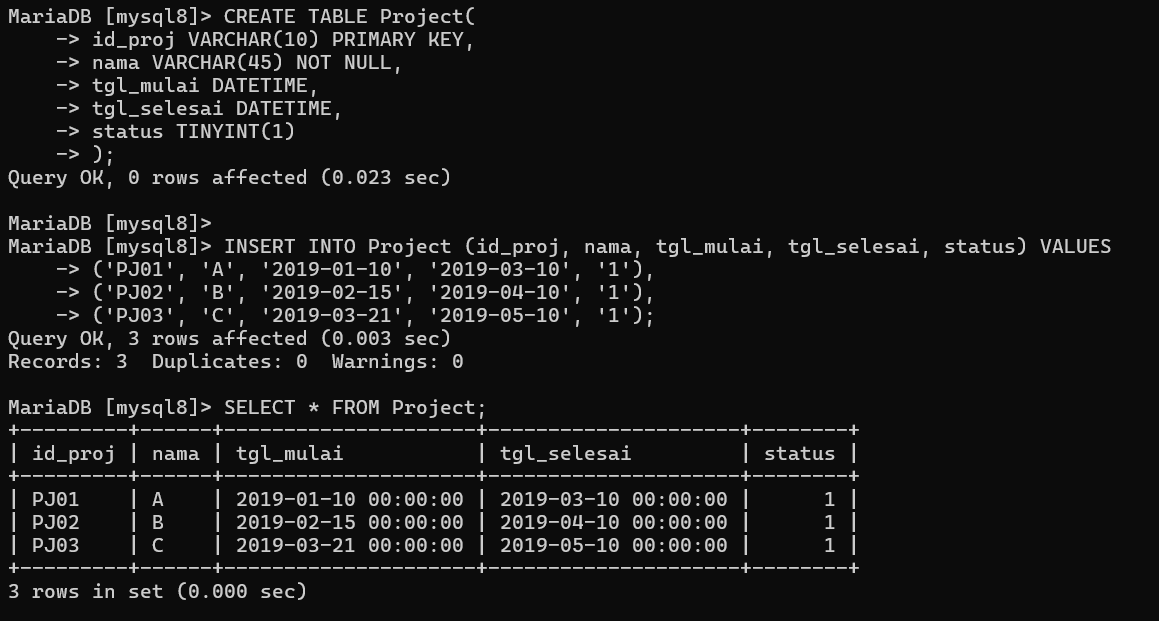 MariaDB [mysql8]> CREATE TABLE Project(
    -> id_proj VARCHAR(10) PRIMARY KEY,
    -> nama VARCHAR(45) NOT NULL,
    -> tgl_mulai DATETIME,
    -> tgl_selesai DATETIME,
    -> status TINYINT(1)
    -> );
Query OK, 0 rows affected (0.023 sec)

MariaDB [mysql8]>
MariaDB [mysql8]> INSERT INTO Project (id_proj, nama, tgl_mulai, tgl_selesai, status) VALUES
    -> ('PJ01', 'A', '2019-01-10', '2019-03-10', '1'),
    -> ('PJ02', 'B', '2019-02-15', '2019-04-10', '1'),
    -> ('PJ03', 'C', '2019-03-21', '2019-05-10', '1');
Query OK, 3 rows affected (0.003 sec)
Records: 3  Duplicates: 0  Warnings: 0

MariaDB [mysql8]> SELECT * FROM Project;
+---------+------+---------------------+---------------------+--------+
| id_proj | nama | tgl_mulai           | tgl_selesai         | status |
+---------+------+---------------------+---------------------+--------+
| PJ01    | A    | 2019-01-10 00:00:00 | 2019-03-10 00:00:00 |      1 |
| PJ02    | B    | 2019-02-15 00:00:00 | 2019-04-10 00:00:00 |      1 |
| PJ03    | C    | 2019-03-21 00:00:00 | 2019-05-10 00:00:00 |      1 |
+---------+------+---------------------+---------------------+--------+
3 rows in set (0.000 sec)